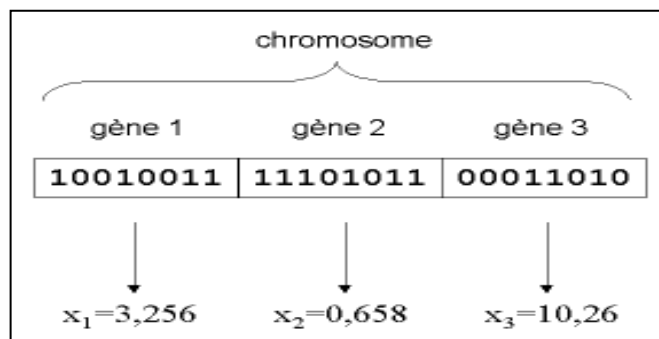 chromosome
gène 1 gène 2 gène 3
10010011 11101011 00011010
x₁=3,256 x₂=0,658 x₃=10,26